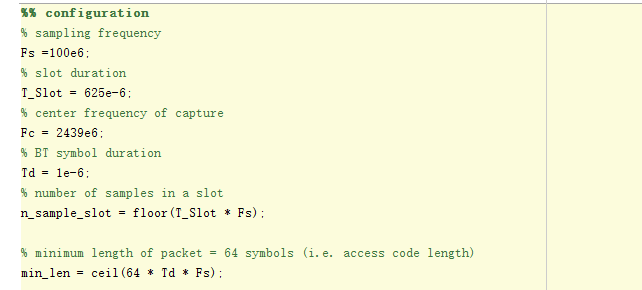 %% configuration
% sampling frequency
Fs =100e6;
% slot duration
T_Slot = 625e-6;
% center frequency of capture
Fc = 2439e6;
% BT symbol duration
Td = 1e-6;
% number of samples in a slot
n_sample_slot = floor(T_Slot * Fs);
% minimum length of packet = 64 symbols (i.e. access code length)
min_len = ceil(64 * Td * Fs);